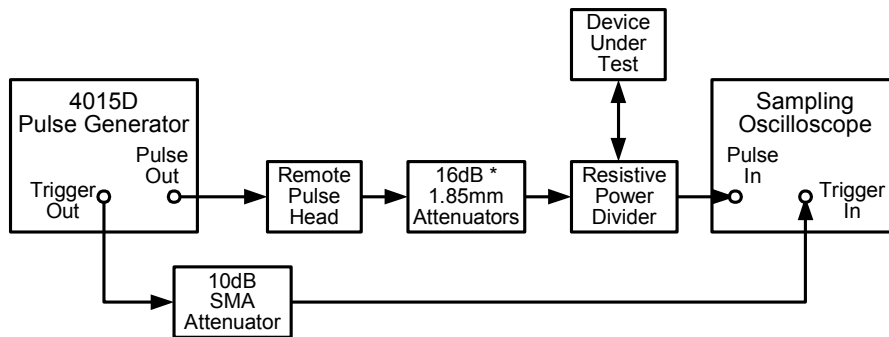 Device
Under
Test
4015D
Pulse Generator
Pulse
Out
Trigger
Out
Remote
Pulse
Head
16dB *
1.85mm
Attenuators
Resistive
Power
Divider
Sampling
Oscilloscope
Pulse
In
Trigger
In
10dB
SMA
Attenuator